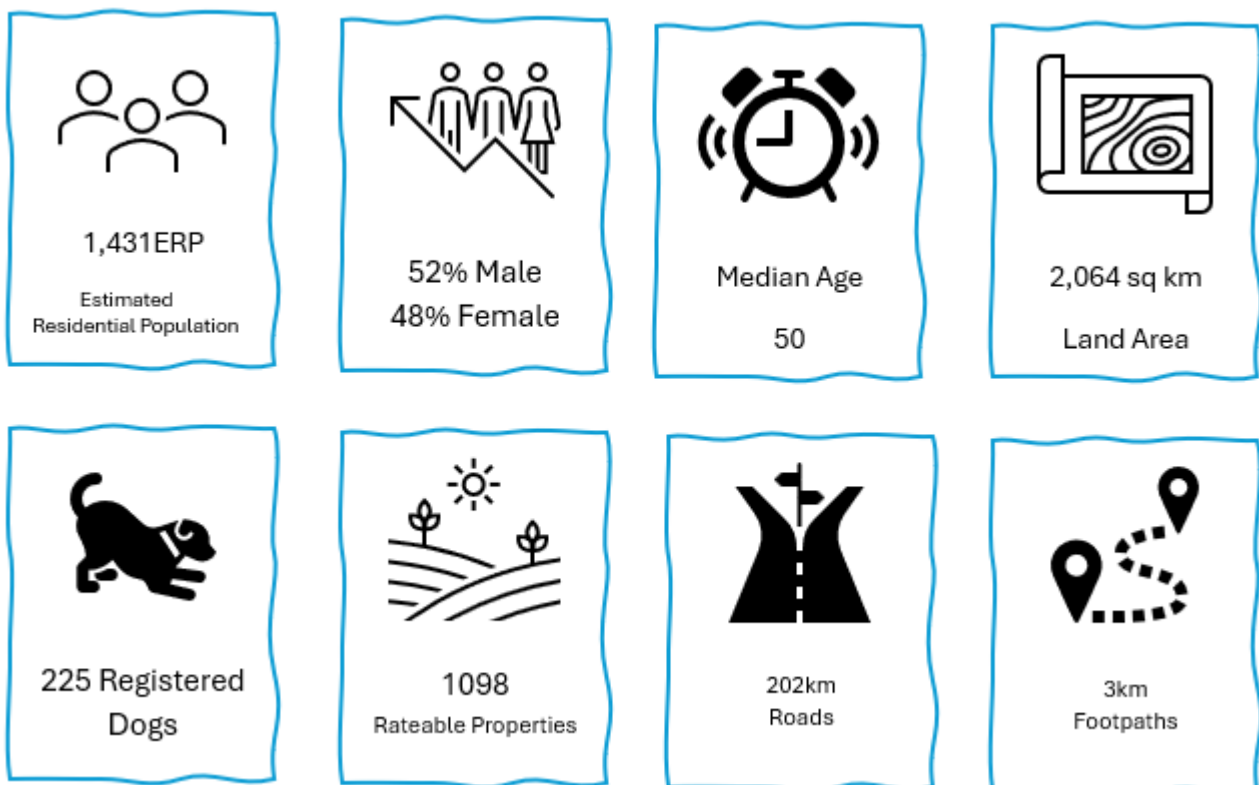 1,431ERP
Estimated
Residential Population
52% Male
48% Female
Median Age
50
2,064 sq km
Land Area
225 Registered
Dogs
1098
Rateable Properties
202km
Roads
3km
Footpaths